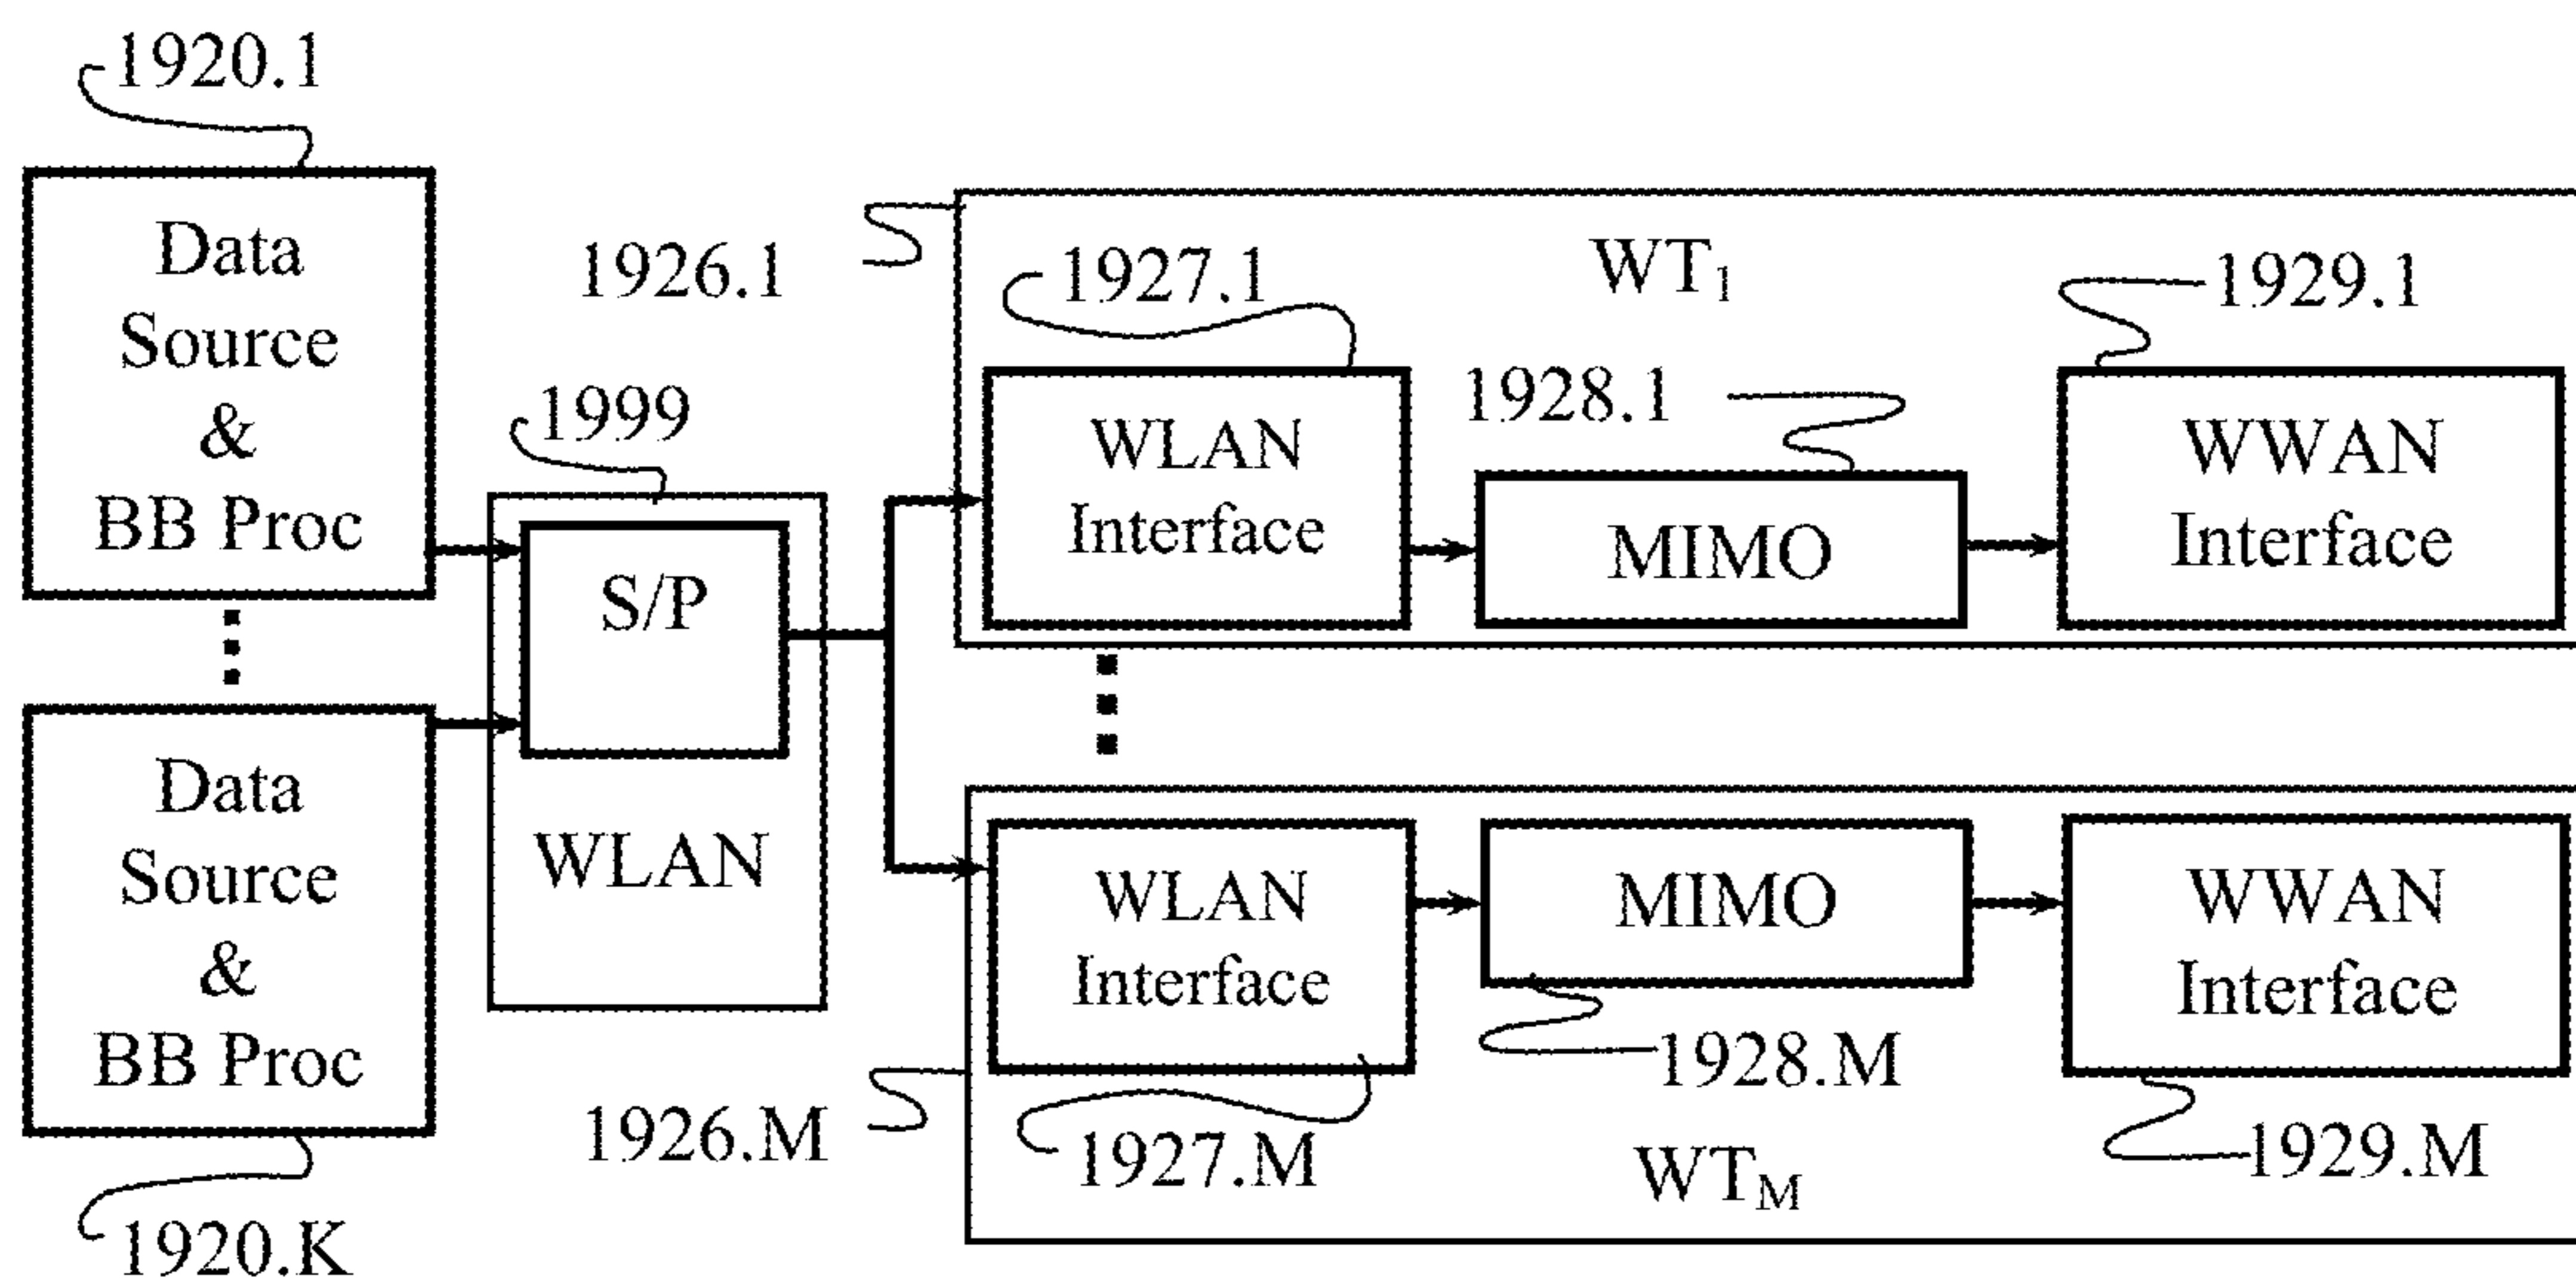 1920.1
Data
Source
&
BB Proc
1999
S/P
WLAN
Data
Source
&
BB Proc
1920.K
1926.1
WT1
1927.1
WLAN
Interface
1928.1
MIMO
1929.1
WWAN
Interface
1926.M
WLAN
Interface
1927.M
MIMO
1928.M
WWAN
Interface
1929.M
WTM